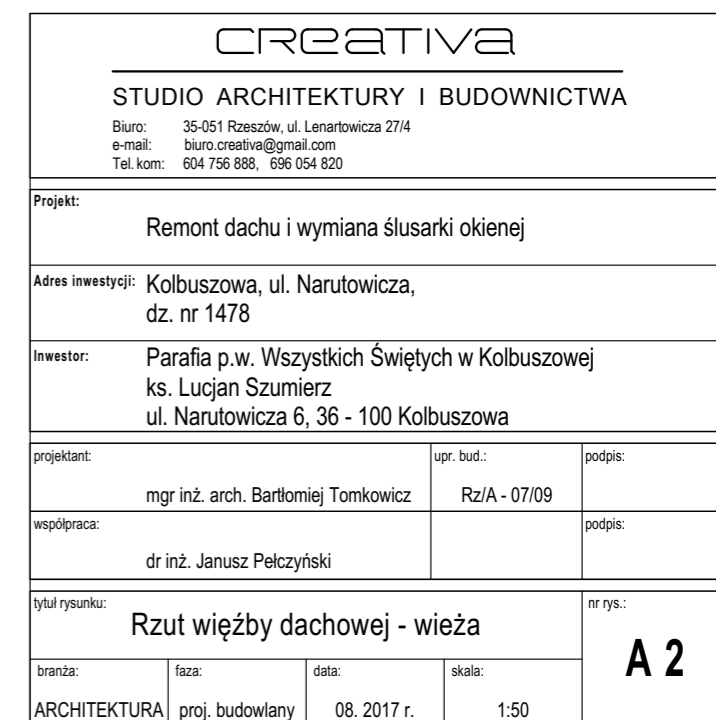 CREATIVA
STUDIO ARCHITEKTURY I BUDOWNICTWA
Biuro: 35-051 Rzeszów, ul. Lenartowicza 27/4
e-mail: biuro.creativa@gmail.com
Tel. kom: 604 756 888, 696 054 820
Projekt:
Remont dachu i wymiana ślusarki okienej
Adres inwestycji: Kolbuszowa, ul. Narutowicza,
dz. nr 1478
Inwestor: Parafia p.w. Wszystkich Świętych w Kolbuszowej
ks. Lucjan Szumierz
ul. Narutowicza 6, 36 - 100 Kolbuszowa
projektant: upr. bud.: podpis:
mgr inż. arch. Bartłomiej Tomkowicz Rz/A - 07/09
współpraca: podpis:
dr inż. Janusz Pełczyński
tytuł rysunku: nr rys.:
Rzut więźby dachowej - wieża
A 2
branża: faza: data: skala:
ARCHITEKTURA proj. budowlany 08. 2017 r. 1:50